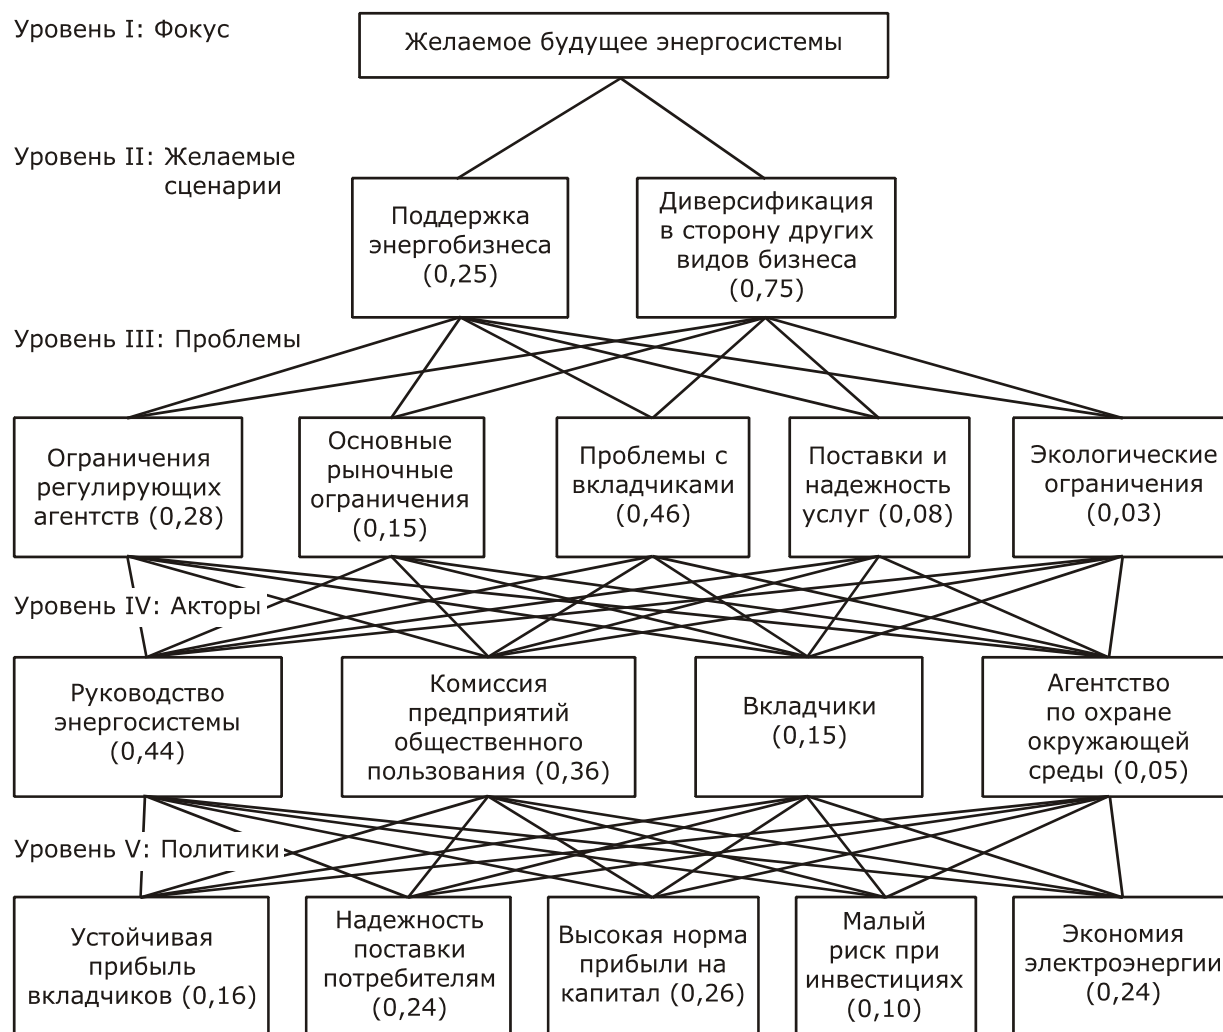 Уровень I: Фокус
Желаемое будущее энергосистемы
Уровень II: Желаемые
сценарии
Поддержка
энергобизнеса
(0,25)
Диверсификация
в сторону других
видов бизнеса
(0,75)
Уровень III: Проблемы
Ограничения
регулирующих
агентств (0,28)
Основные
рыночные
ограничения
(0,15)
Проблемы с
вкладчиками
(0,46)
Поставки и
надежность
услуг (0,08)
Экологические
ограничения
(0,03)
Уровень IV: Акторы
Руководство
энергосистемы
(0,44)
Комиссия
предприятий
общественного
пользования (0,36)
Вкладчики
(0,15)
Агентство
по охране
окружающей
среды (0,05)
Уровень V: Политики
Устойчивая
прибыль
вкладчиков (0,16)
Надежность
поставки
потребителям
(0,24)
Высокая норма
прибыли на
капитал (0,26)
Малый
риск при
инвестициях
(0,10)
Экономия
электроэнергии
(0,24)